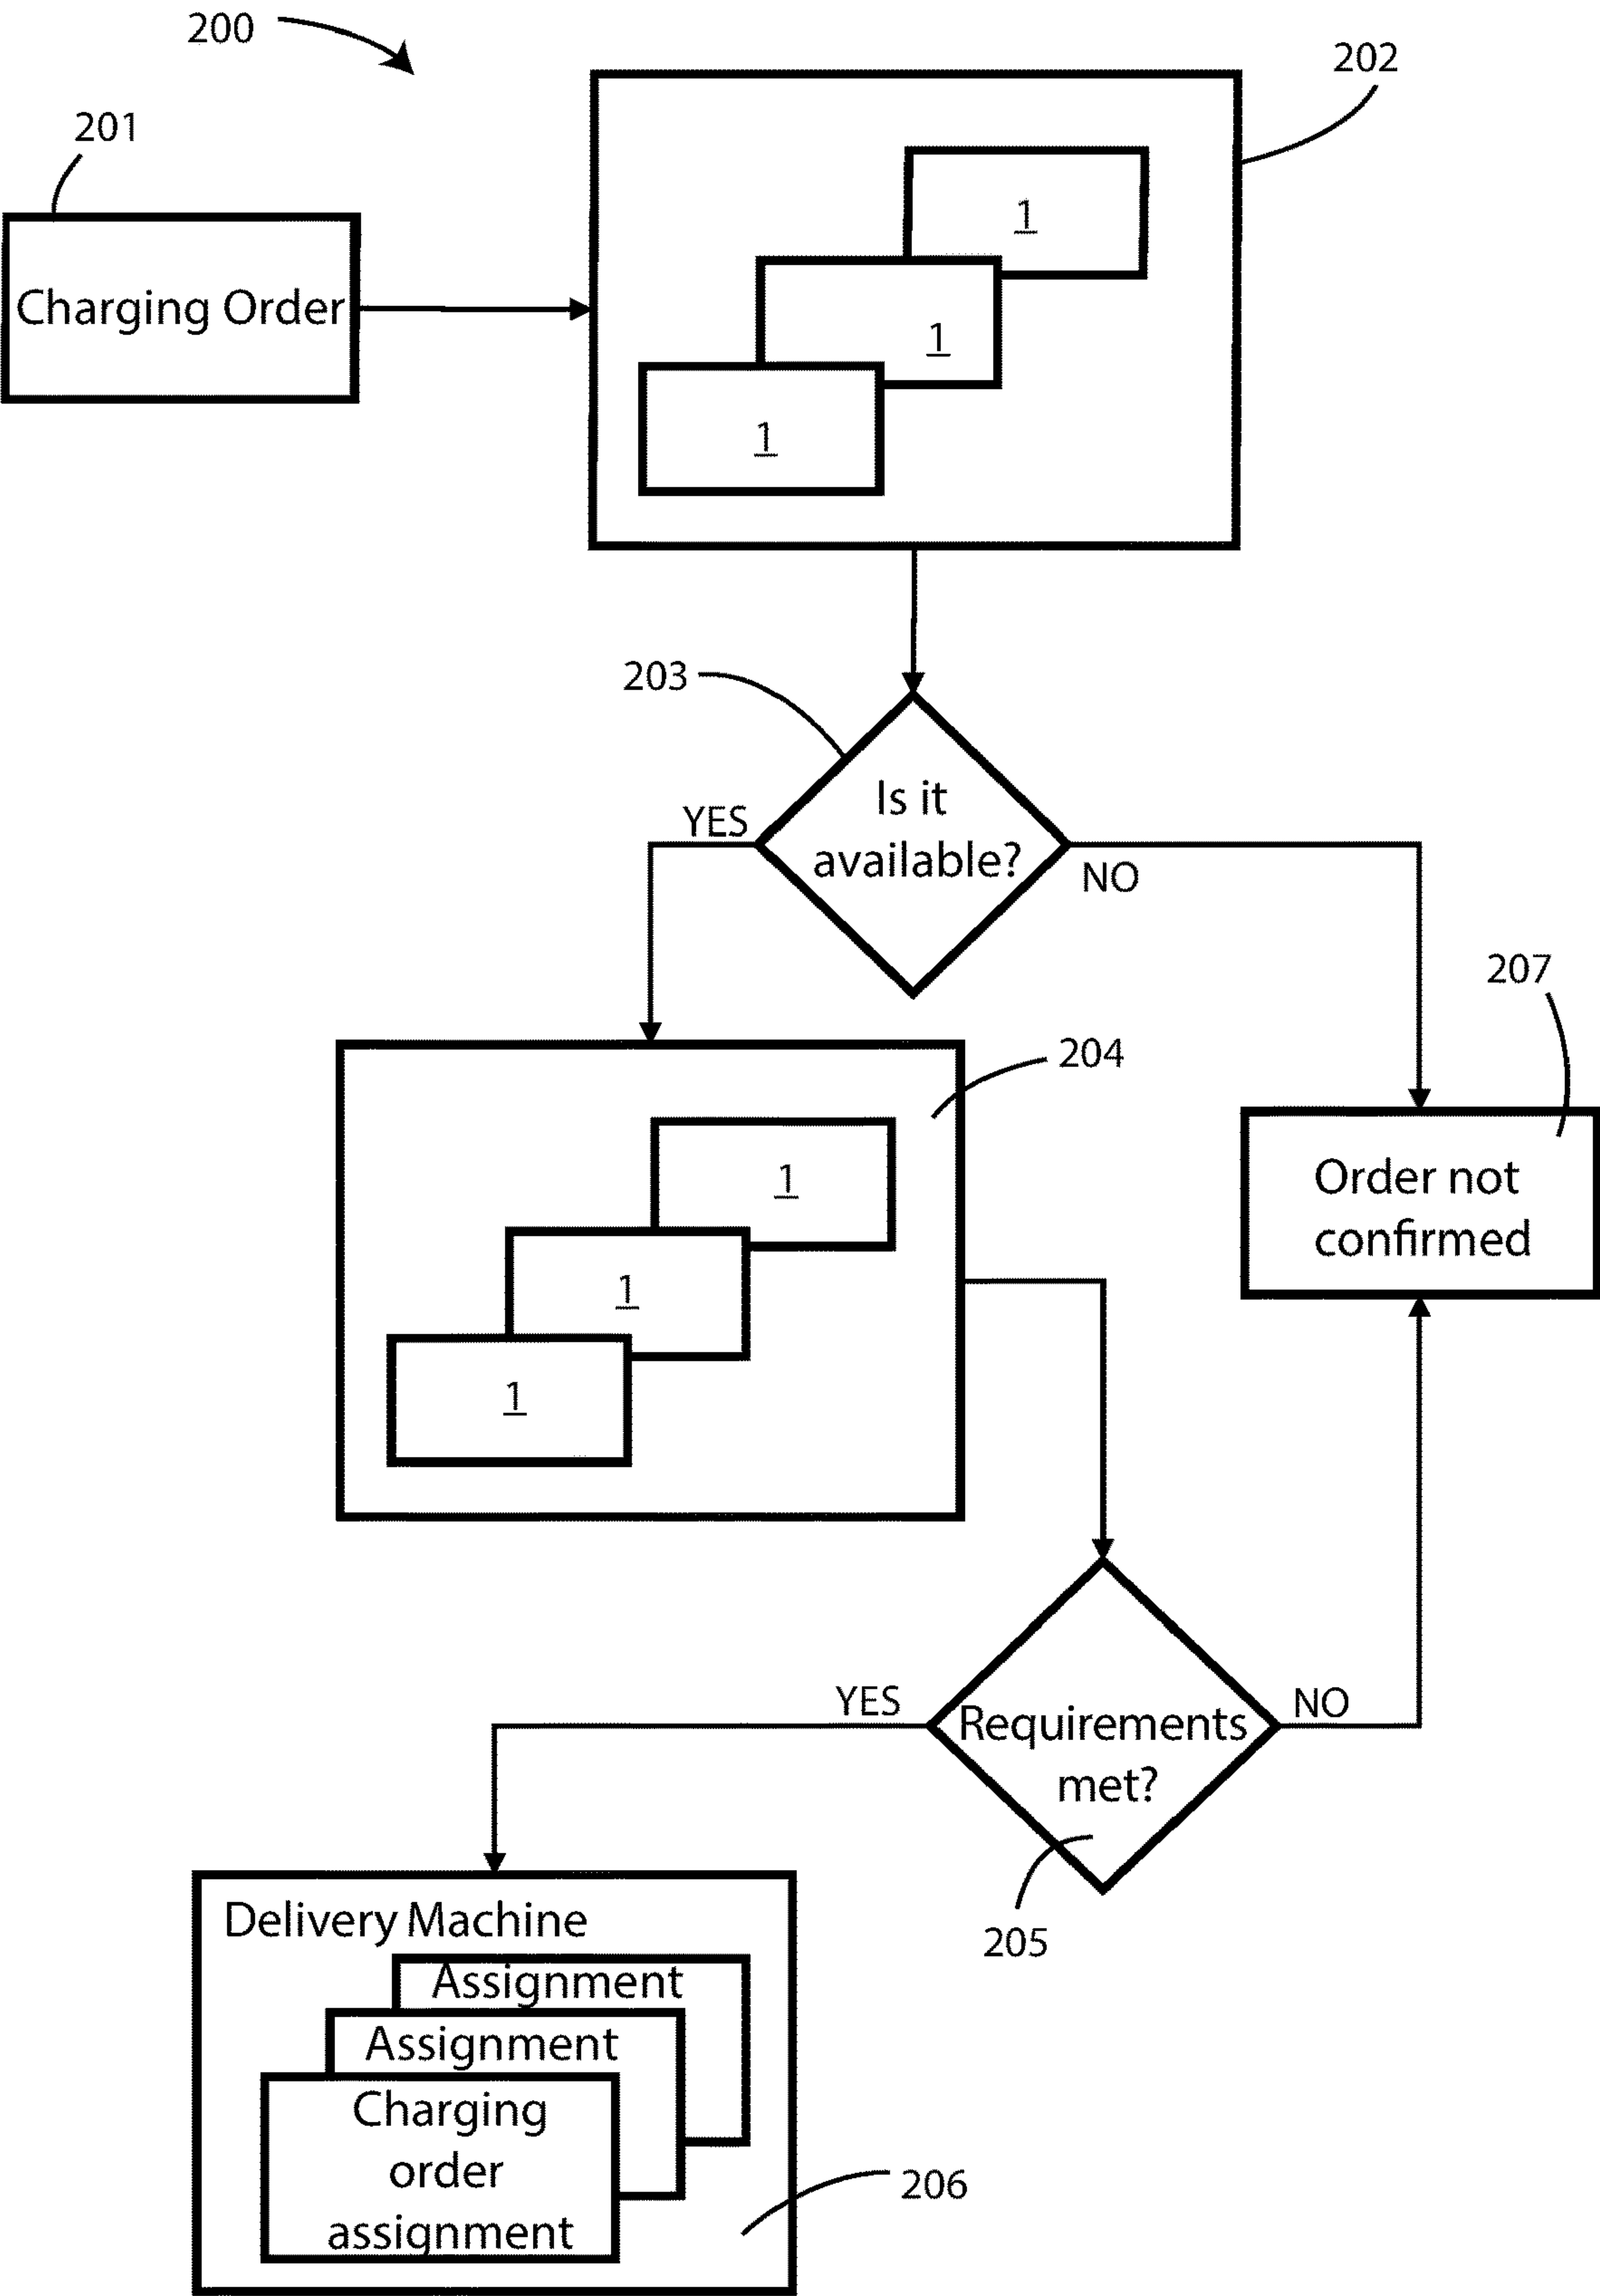 200
202
201
1
Charging Order
1
1
203
Is it
available?
YES
NO
207
204
1
Order not
confirmed
1
1
YES
NO
Requirements
met?
205
Delivery Machine
Assignment
Assignment
Charging
order
assignment
206